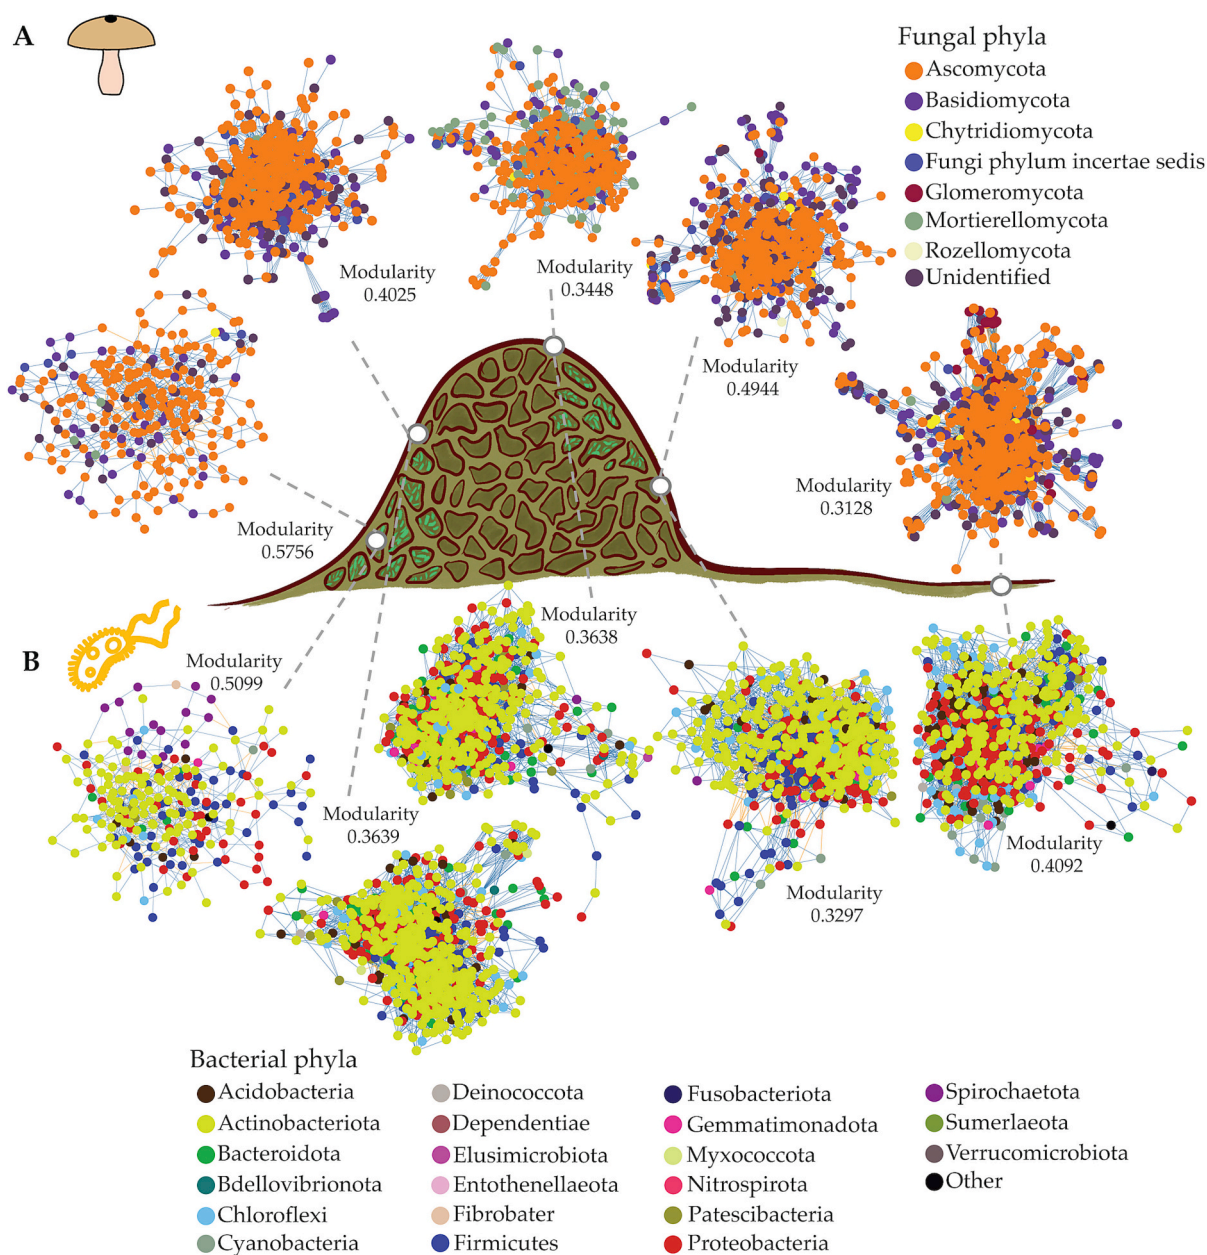 A
Fungal phyla
Ascomycota
Basidiomycota
Chytridiomycota
Fungi phylum incertae sedis
Glomeromycota
Mortierellomycota
Rozellomycota
Unidentified
Modularity
0.4025
Modularity
0.3448
Modularity
0.4944
Modularity
0.3128
Modularity
0.5756
B
Modularity
0.5099
Modularity
0.3639
Modularity
0.3638
Modularity
0.3297
Modularity
0.4092
Bacterial phyla
Acidobacteria
Actinobacteriota
Bacteroidota
Bdellovibrionota
Chloroflexi
Cyanobacteria
Deinococcota
Dependentiae
Elusimicrobiota
Entothenellaeota
Fibrobater
Firmicutes
Fusobacteriota
Gemmatimonadota
Myxococcota
Nitrospirota
Patescibacteria
Proteobacteria
Spirochaetota
Sumerlaeota
Verrucomicrobiota
Other